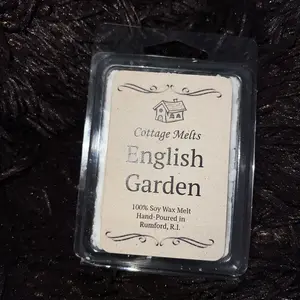 Cottage Melts
English
Garden
100% Soy Wax Melt
Hand-Poured in
Rumford, R.I.